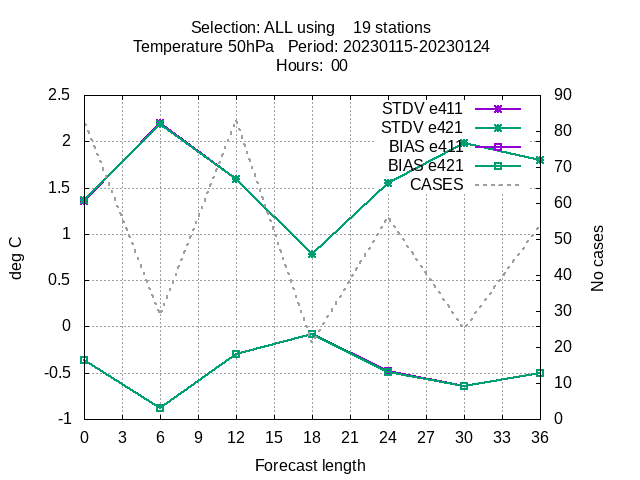 Selection: ALL using 19 stations
Temperature 50hPa Period: 20230115-20230124
Hours: 00
2.5
2
1.5
1
0.5
0
-0.5
-1
deg C
STDV e411
STDV e421
BIAS e411
BIAS e421
CASES
90
80
70
60
50
40
30
20
10
0
No cases
0 3 6 9 12 15 18 21 24 27 30 33 36
Forecast length